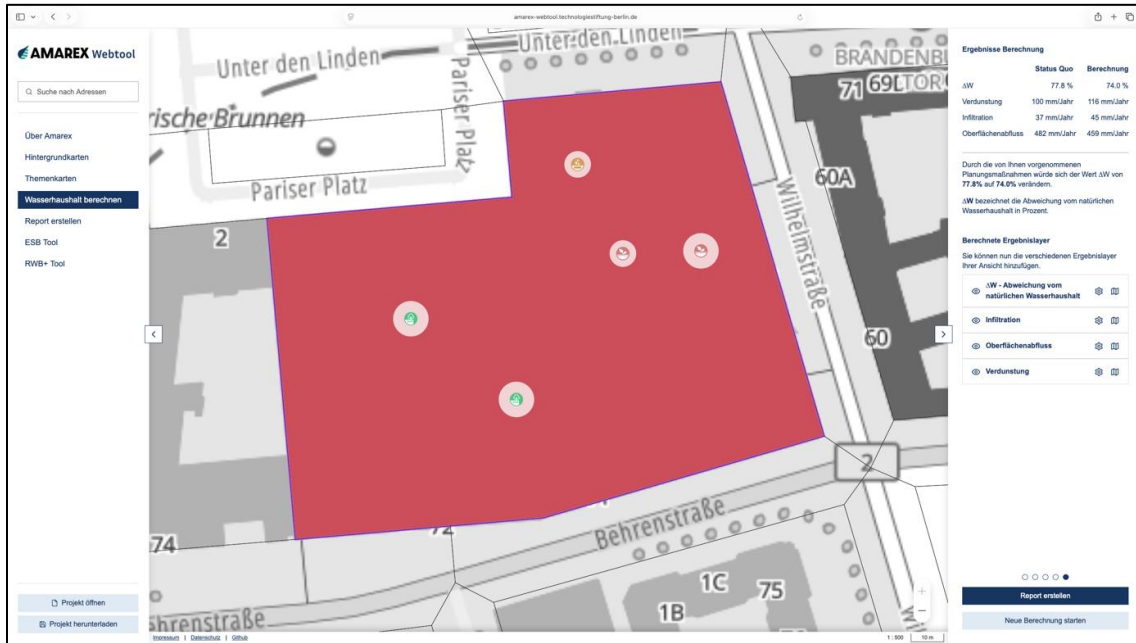 amarex-webtool.technologiestiftung-berlin.de
AMAREX Webtool
Suche nach Adressen
Über Amarex
Hintergrundkarten
Themenkarten
Wasserhaushalt berechnen
Report erstellen
ESB Tool
RWB+ Tool
Projekt öffnen
Projekt herunterladen
Unter den Linden
Unter den Linden
Pariser Platz
rische Brunnen
Pariser Platz
BRANDENBU
71
69E
TOR
60A
Wilhelmstraße
2
60
2
72
74
Behrenstraße
1C
75
1B
ehrenstraße
Wil
Impressum | Datenschutz | Github
1 : 500
10 m
Ergebnisse Berechnung
Status Quo Berechnung
ΔW 77.8 % 74.0 %
Verdunstung 100 mm/Jahr 116 mm/Jahr
Infiltration 37 mm/Jahr 45 mm/Jahr
Oberflächenabfluss 482 mm/Jahr 459 mm/Jahr
Durch die von Ihnen vorgenommenen
Planungsmaßnahmen würde sich der Wert ΔW von
77.8% auf 74.0% verändern.
ΔW bezeichnet die Abweichung vom natürlichen
Wasserhaushalt in Prozent.
Berechnete Ergebnislayer
Sie können nun die verschiedenen Ergebnislayer
Ihrer Ansicht hinzufügen.
ΔW - Abweichung vom
natürlichen Wasserhaushalt
Infiltration
Oberflächenabfluss
Verdunstung
Report erstellen
Neue Berechnung starten